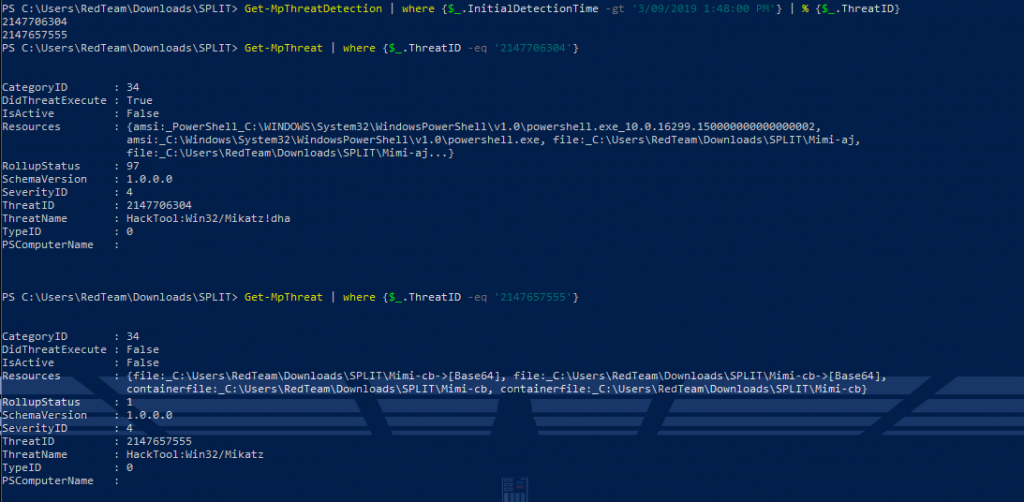 PS C:\Users\RedTeam\Downloads\SPLIT> Get-MpThreatDetection | where {$_.InitialDetectionTime -gt '3/09/2019 1:48:00 PM'} | % {$_.ThreatID}
2147706304
2147657555
PS C:\Users\RedTeam\Downloads\SPLIT> Get-MpThreat | where {$_.ThreatID -eq '2147706304'}
CategoryID : 34
DidThreatExecute : True
IsActive : False
Resources : {amsi:_PowerShell_C:\WINDOWS\System32\WindowsPowerShell\v1.0\powershell.exe_10.0.16299.150000000000000002,
amsi:_C:\Windows\System32\WindowsPowerShell\v1.0\powershell.exe, file:_C:\Users\RedTeam\Downloads\SPLIT\Mimi-aj,
file:_C:\Users\RedTeam\Downloads\SPLIT\Mimi-aj...}
RollupStatus : 97
SchemaVersion : 1.0.0.0
SeverityID : 4
ThreatID : 2147706304
ThreatName : HackTool:Win32/Mikatz!dha
TypeID : 0
PSComputerName :
PS C:\Users\RedTeam\Downloads\SPLIT> Get-MpThreat | where {$_.ThreatID -eq '2147657555'}
CategoryID : 34
DidThreatExecute : False
IsActive : False
Resources : {file:_C:\Users\RedTeam\Downloads\SPLIT\Mimi-cb->[Base64], file:_C:\Users\RedTeam\Downloads\SPLIT\Mimi-cb->[Base64],
containerfile:_C:\Users\RedTeam\Downloads\SPLIT\Mimi-cb, containerfile:_C:\Users\RedTeam\Downloads\SPLIT\Mimi-cb}
RollupStatus : 1
SchemaVersion : 1.0.0.0
SeverityID : 4
ThreatID : 2147657555
ThreatName : HackTool:Win32/Mikatz
TypeID : 0
PSComputerName :